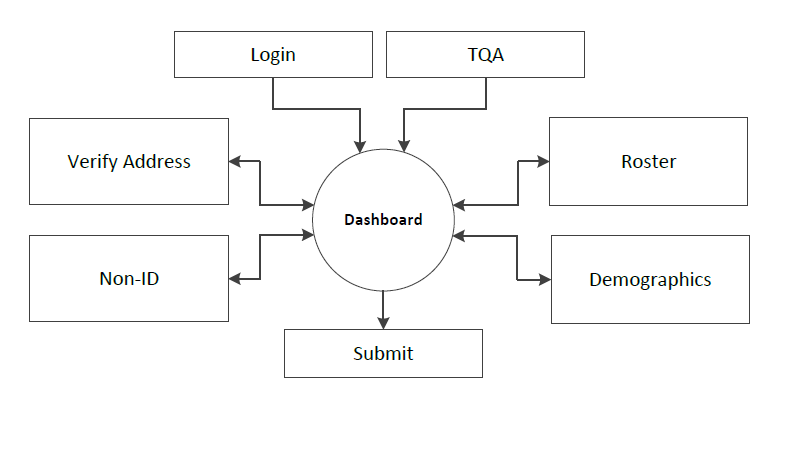 Login
TQA
Verify Address
Roster
Dashboard
Non-ID
Demographics
Submit